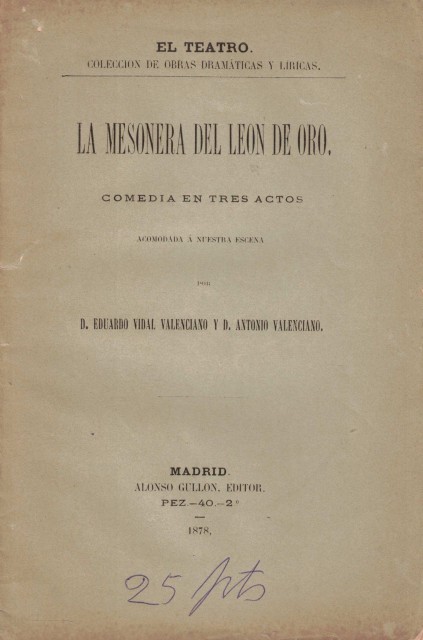 EL TEATRO.
COLECCION DE OBRAS DRAMÁTICAS Y LIRICAS.
LA MESONERA DEL LEON DE ORO.
COMEDIA EN TRES ACTOS
ACOMODADA Á NUESTRA ESCENA
POR
D. EDUARDO VIDAL VALENCIANO Y D. ANTONIO VALENCIANO.
MADRID.
ALONSO GULLON, EDITOR.
PEZ—40.—2º
1878.
25 pts